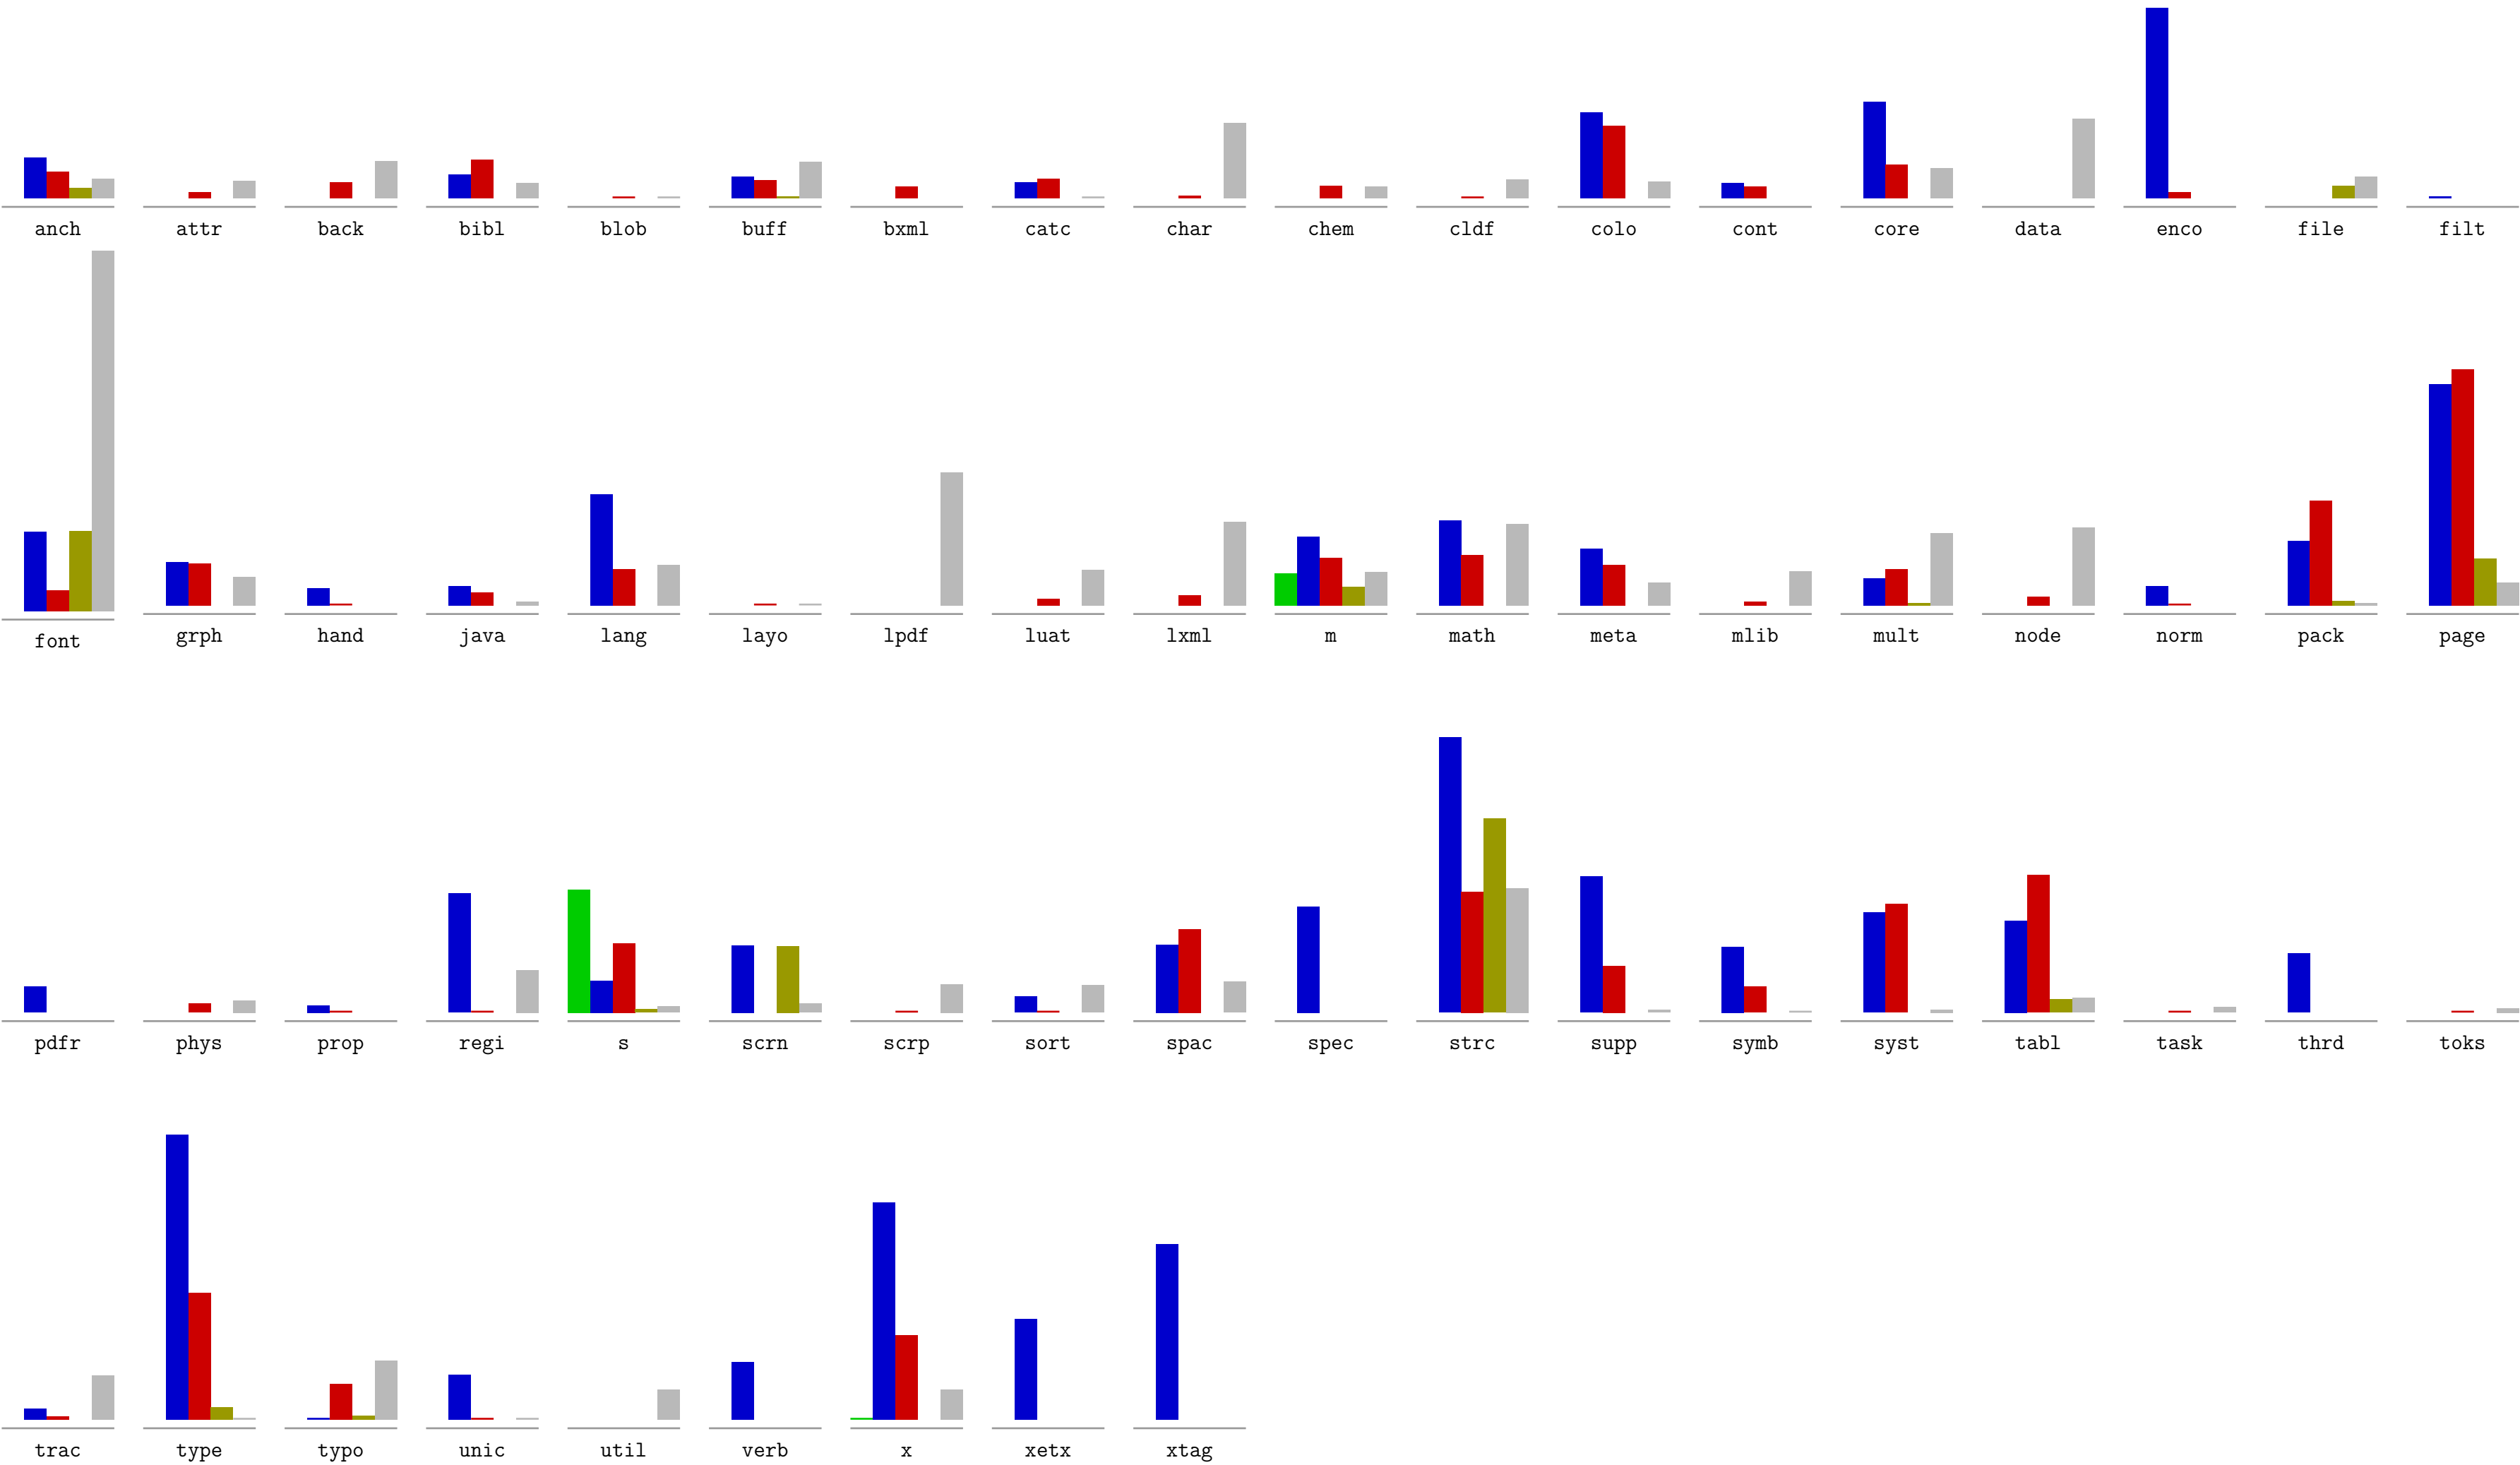 anch attr back bibl blob buff bxml catc char chem cldf colo cont core data enco file filt
font grph hand java lang layo lpdf luat lxml m math meta mlib mult node norm pack page
pdfr phys prop regi s scrn scrp sort spac spec strc supp symb syst tabl task thrd toks
trac type typo unic util verb x xetx xtag